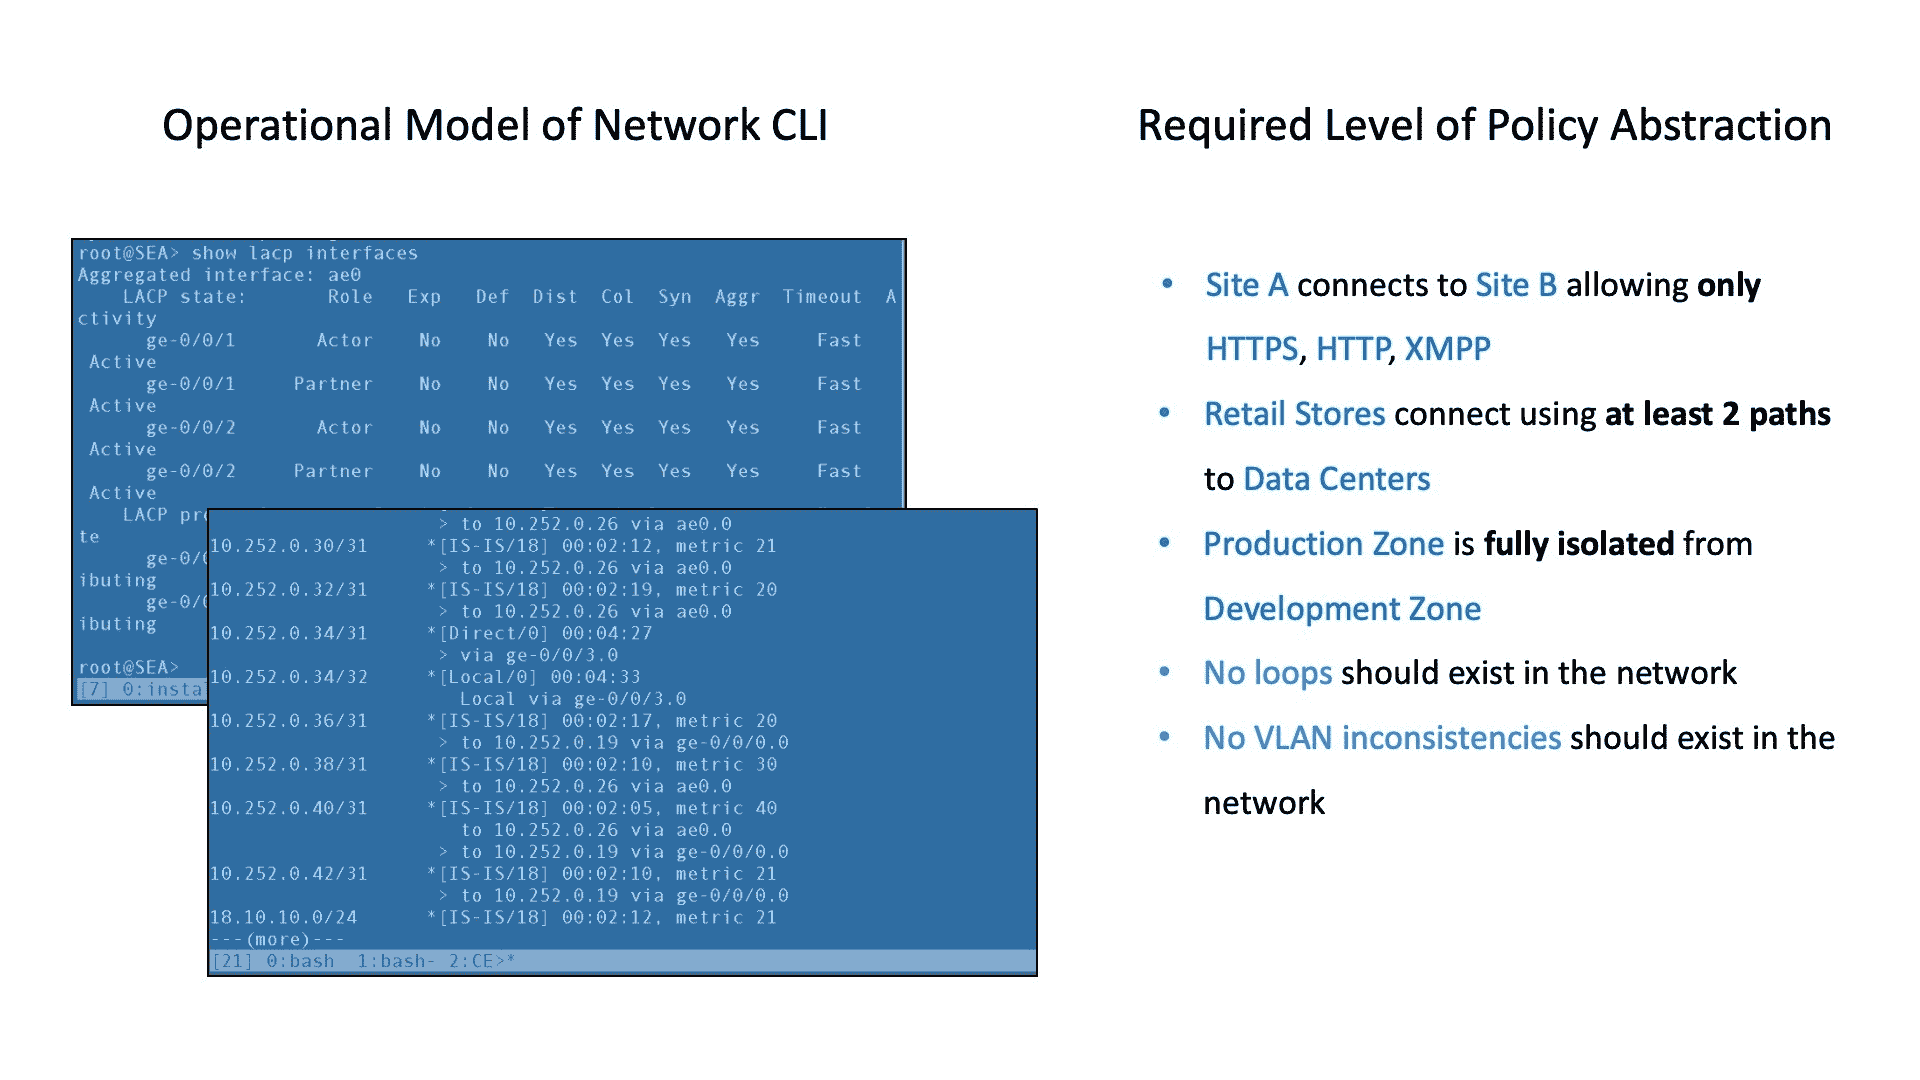 Operational Model of Network CLI
Required Level of Policy Abstraction
root@SEA> show lacp interfaces
Aggregated interface: ae0
    LACP state:       Role   Exp   Def  Dist  Col  Syn  Aggr  Timeout  A
ctivity
      ge-0/0/1       Actor    No    No   Yes  Yes  Yes   Yes     Fast
 Active
      ge-0/0/1     Partner    No    No   Yes  Yes  Yes   Yes     Fast
 Active
      ge-0/0/2       Actor    No    No   Yes  Yes  Yes   Yes     Fast
 Active
      ge-0/0/2     Partner    No    No   Yes  Yes  Yes   Yes     Fast
 Active
    LACP pr
te
      ge-0/
ibuting
      ge-0/
ibuting
root@SEA>
[7] 0:insta
                    > to 10.252.0.26 via ae0.0
10.252.0.30/31     *[IS-IS/18] 00:02:12, metric 21
                    > to 10.252.0.26 via ae0.0
10.252.0.32/31     *[IS-IS/18] 00:02:19, metric 20
                    > to 10.252.0.26 via ae0.0
10.252.0.34/31     *[Direct/0] 00:04:27
                    > via ge-0/0/3.0
10.252.0.34/32     *[Local/0] 00:04:33
                      Local via ge-0/0/3.0
10.252.0.36/31     *[IS-IS/18] 00:02:17, metric 20
                    > to 10.252.0.19 via ge-0/0/0.0
10.252.0.38/31     *[IS-IS/18] 00:02:10, metric 30
                    > to 10.252.0.26 via ae0.0
10.252.0.40/31     *[IS-IS/18] 00:02:05, metric 40
                      to 10.252.0.26 via ae0.0
                    > to 10.252.0.19 via ge-0/0/0.0
10.252.0.42/31     *[IS-IS/18] 00:02:10, metric 21
                    > to 10.252.0.19 via ge-0/0/0.0
18.10.10.0/24      *[IS-IS/18] 00:02:12, metric 21
---(more)---
[21] 0:bash  1:bash- 2:CE>*
• Site A connects to Site B allowing only
HTTPS, HTTP, XMPP
• Retail Stores connect using at least 2 paths
to Data Centers
• Production Zone is fully isolated from
Development Zone
• No loops should exist in the network
• No VLAN inconsistencies should exist in the
network